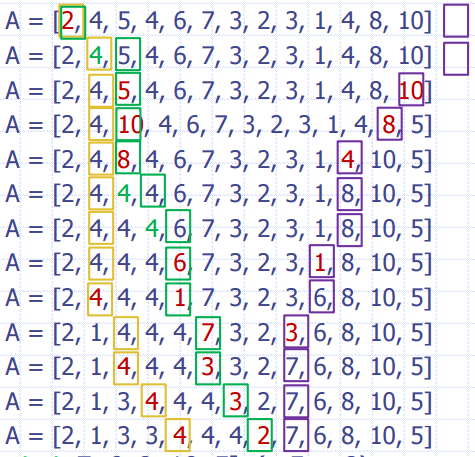 A = [2, 4, 5, 4, 6, 7, 3, 2, 3, 1, 4, 8, 10]
A = [2, 4, 5, 4, 6, 7, 3, 2, 3, 1, 4, 8, 10]
A = [2, 4, 5, 4, 6, 7, 3, 2, 3, 1, 4, 8, 10]
A = [2, 4, 10, 4, 6, 7, 3, 2, 3, 1, 4, 8, 5]
A = [2, 4, 8, 4, 6, 7, 3, 2, 3, 1, 4, 10, 5]
A = [2, 4, 4, 4, 6, 7, 3, 2, 3, 1, 8, 10, 5]
A = [2, 4, 4, 4, 6, 7, 3, 2, 3, 1, 8, 10, 5]
A = [2, 4, 4, 4, 6, 7, 3, 2, 3, 1, 8, 10, 5]
A = [2, 4, 4, 4, 1, 7, 3, 2, 3, 6, 8, 10, 5]
A = [2, 1, 4, 4, 4, 7, 3, 2, 3, 6, 8, 10, 5]
A = [2, 1, 4, 4, 4, 3, 3, 2, 7, 6, 8, 10, 5]
A = [2, 1, 3, 4, 4, 4, 3, 2, 7, 6, 8, 10, 5]
A = [2, 1, 3, 3, 4, 4, 4, 2, 7, 6, 8, 10, 5]